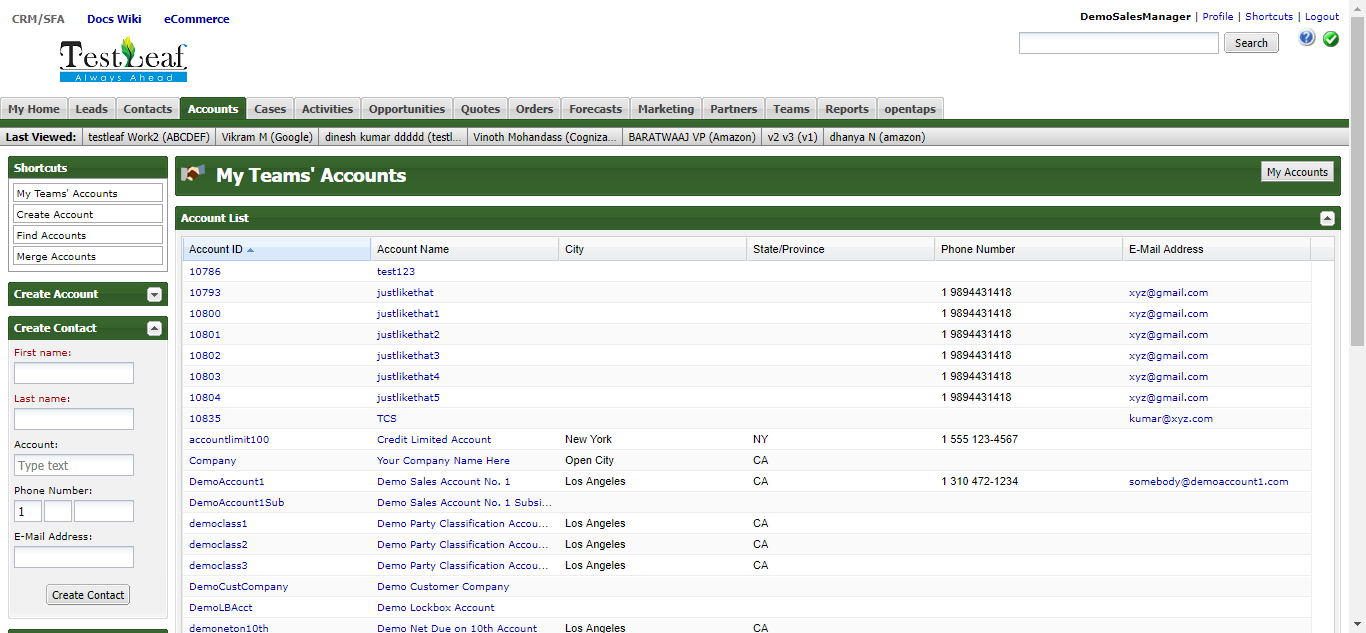 CRM/SFA Docs Wiki eCommerce
DemoSalesManager | Profile | Shortcuts | Logout
TestLeaf
Always Ahead
Search
My Home Leads Contacts Accounts Cases Activities Opportunities Quotes Orders Forecasts Marketing Partners Teams Reports opentaps
Last Viewed: testleaf Work2 (ABCDEF) Vikram M (Google) dinesh kumar ddddd (testl... Vinoth Mohandass (Cogniza... BARATWAAJ VP (Amazon) v2 v3 (v1) dhanya N (amazon)
Shortcuts
My Teams' Accounts
Create Account
Find Accounts
Merge Accounts
Create Account
Create Contact
First name:
Last name:
Account:
Type text
Phone Number:
1
E-Mail Address:
Create Contact
My Teams' Accounts
My Accounts
Account List
Account ID Account Name City State/Province Phone Number E-Mail Address
10786 test123
10793 justlikethat 1 9894431418 xyz@gmail.com
10800 justlikethat1 1 9894431418 xyz@gmail.com
10801 justlikethat2 1 9894431418 xyz@gmail.com
10802 justlikethat3 1 9894431418 xyz@gmail.com
10803 justlikethat4 1 9894431418 xyz@gmail.com
10804 justlikethat5 1 9894431418 xyz@gmail.com
10835 TCS kumar@xyz.com
accountlimit100 Credit Limited Account New York NY 1 555 123-4567
Company Your Company Name Here Open City CA
DemoAccount1 Demo Sales Account No. 1 Los Angeles CA 1 310 472-1234 somebody@demoaccount1.com
DemoAccount1Sub Demo Sales Account No. 1 Subsi...
democlass1 Demo Party Classification Accou... Los Angeles CA
democlass2 Demo Party Classification Accou... Los Angeles CA
democlass3 Demo Party Classification Accou... Los Angeles CA
DemoCustCompany Demo Customer Company
DemoLBAcct Demo Lockbox Account
demoneton10th Demo Net Due on 10th Account Los Angeles CA